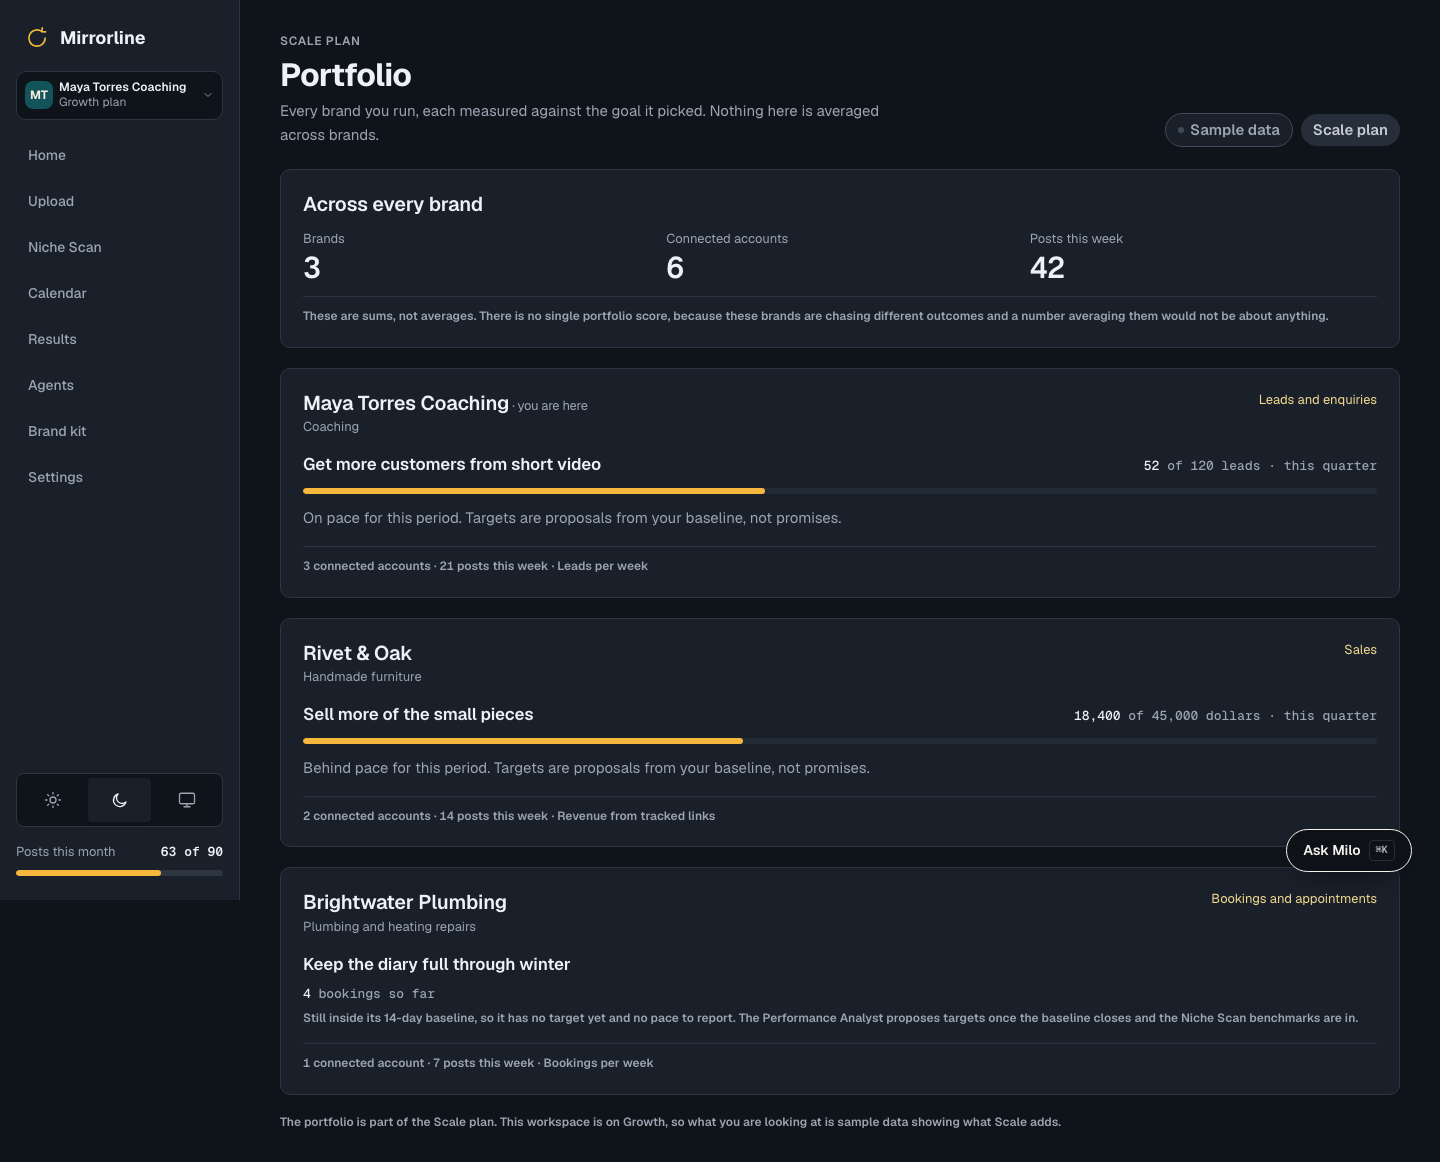 Mirrorline
MT
Maya Torres Coaching
Growth plan
Home
Upload
Niche Scan
Calendar
Results
Agents
Brand kit
Settings
Posts this month
63 of 90
SCALE PLAN
Portfolio
Every brand you run, each measured against the goal it picked. Nothing here is averaged
across brands.
Sample data
Scale plan
Across every brand
Brands
3
Connected accounts
6
Posts this week
42
These are sums, not averages. There is no single portfolio score, because these brands are chasing different outcomes and a number averaging them would not be about anything.
Maya Torres Coaching · you are here
Leads and enquiries
Coaching
Get more customers from short video
52 of 120 leads · this quarter
On pace for this period. Targets are proposals from your baseline, not promises.
3 connected accounts · 21 posts this week · Leads per week
Rivet & Oak
Sales
Handmade furniture
Sell more of the small pieces
18,400 of 45,000 dollars · this quarter
Behind pace for this period. Targets are proposals from your baseline, not promises.
2 connected accounts · 14 posts this week · Revenue from tracked links
Ask Milo ⌘K
Brightwater Plumbing
Bookings and appointments
Plumbing and heating repairs
Keep the diary full through winter
4 bookings so far
Still inside its 14-day baseline, so it has no target yet and no pace to report. The Performance Analyst proposes targets once the baseline closes and the Niche Scan benchmarks are in.
1 connected account · 7 posts this week · Bookings per week
The portfolio is part of the Scale plan. This workspace is on Growth, so what you are looking at is sample data showing what Scale adds.